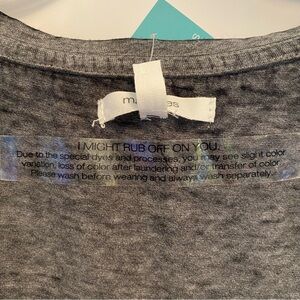 I MIGHT RUB OFF ON YOU.
Due to the special dyes and processes, you may see slight color
variation, loss of color after laundering and/or transfer of color.
Please wash before wearing and always wash separately.